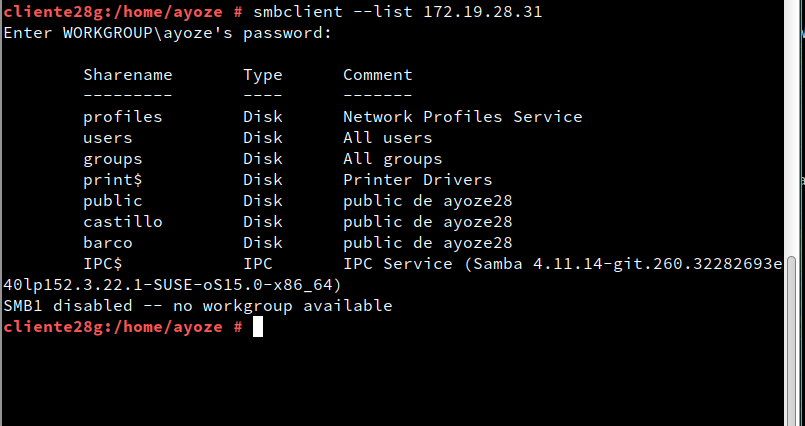 cliente28g:/home/ayoze # smbclient --list 172.19.28.31
Enter WORKGROUP\ayoze's password:
Sharename Type Comment
--------- ---- -------
profiles Disk Network Profiles Service
users Disk All users
groups Disk All groups
print$ Disk Printer Drivers
public Disk public de ayoze28
castillo Disk public de ayoze28
barco Disk public de ayoze28
IPC$ IPC IPC Service (Samba 4.11.14-git.260.32282693e
40lp152.3.22.1-SUSE-oS15.0-x86_64)
SMB1 disabled -- no workgroup available
cliente28g:/home/ayoze #